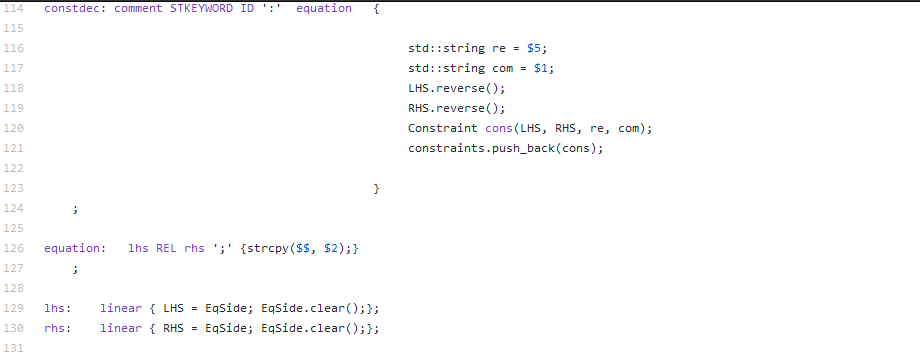 114 constdec: comment STKEYWORD ID ':' equation {
115
116 std::string re = $5;
117 std::string com = $1;
118 LHS.reverse();
119 RHS.reverse();
120 Constraint cons(LHS, RHS, re, com);
121 constraints.push_back(cons);
122
123 }
124 ;
125
126 equation: lhs REL rhs ';' {strcpy($$, $2);}
127 ;
128
129 lhs: linear { LHS = EqSide; EqSide.clear();};
130 rhs: linear { RHS = EqSide; EqSide.clear();};
131